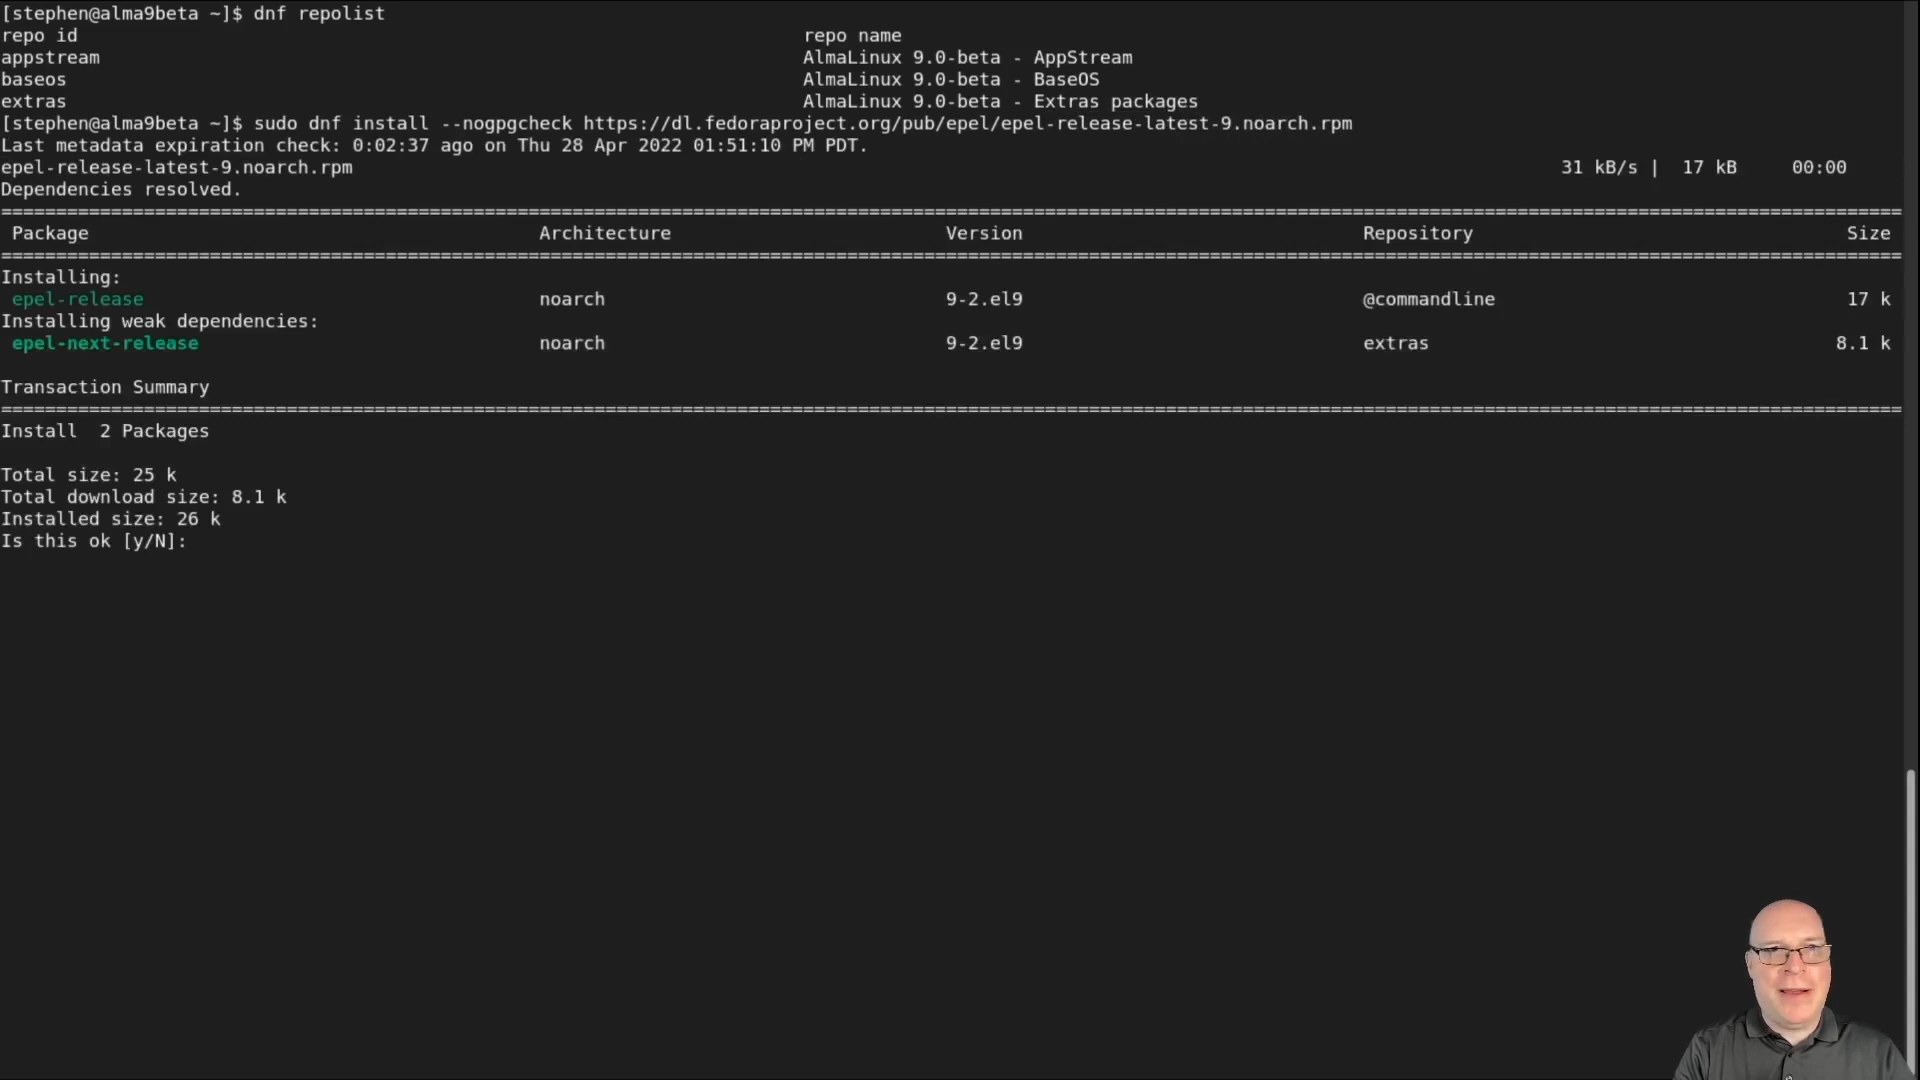 [stephen@alma9beta ~]$ dnf repolist
repo id repo name
appstream AlmaLinux 9.0-beta - AppStream
baseos AlmaLinux 9.0-beta - BaseOS
extras AlmaLinux 9.0-beta - Extras packages
[stephen@alma9beta ~]$ sudo dnf install --nogpgcheck https://dl.fedoraproject.org/pub/epel/epel-release-latest-9.noarch.rpm
Last metadata expiration check: 0:02:37 ago on Thu 28 Apr 2022 01:51:10 PM PDT.
epel-release-latest-9.noarch.rpm 31 kB/s | 17 kB 00:00
Dependencies resolved.
Package Architecture Version Repository Size
Installing:
epel-release noarch 9-2.el9 @commandline 17 k
Installing weak dependencies:
epel-next-release noarch 9-2.el9 extras 8.1 k
Transaction Summary
Install 2 Packages
Total size: 25 k
Total download size: 8.1 k
Installed size: 26 k
Is this ok [y/N]: